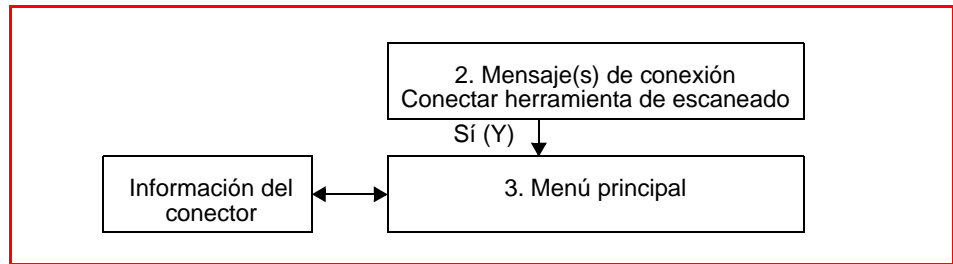 2. Mensaje(s) de conexión
Conectar herramienta de escaneado
Sí (Y)
Información del
conector
3. Menú principal